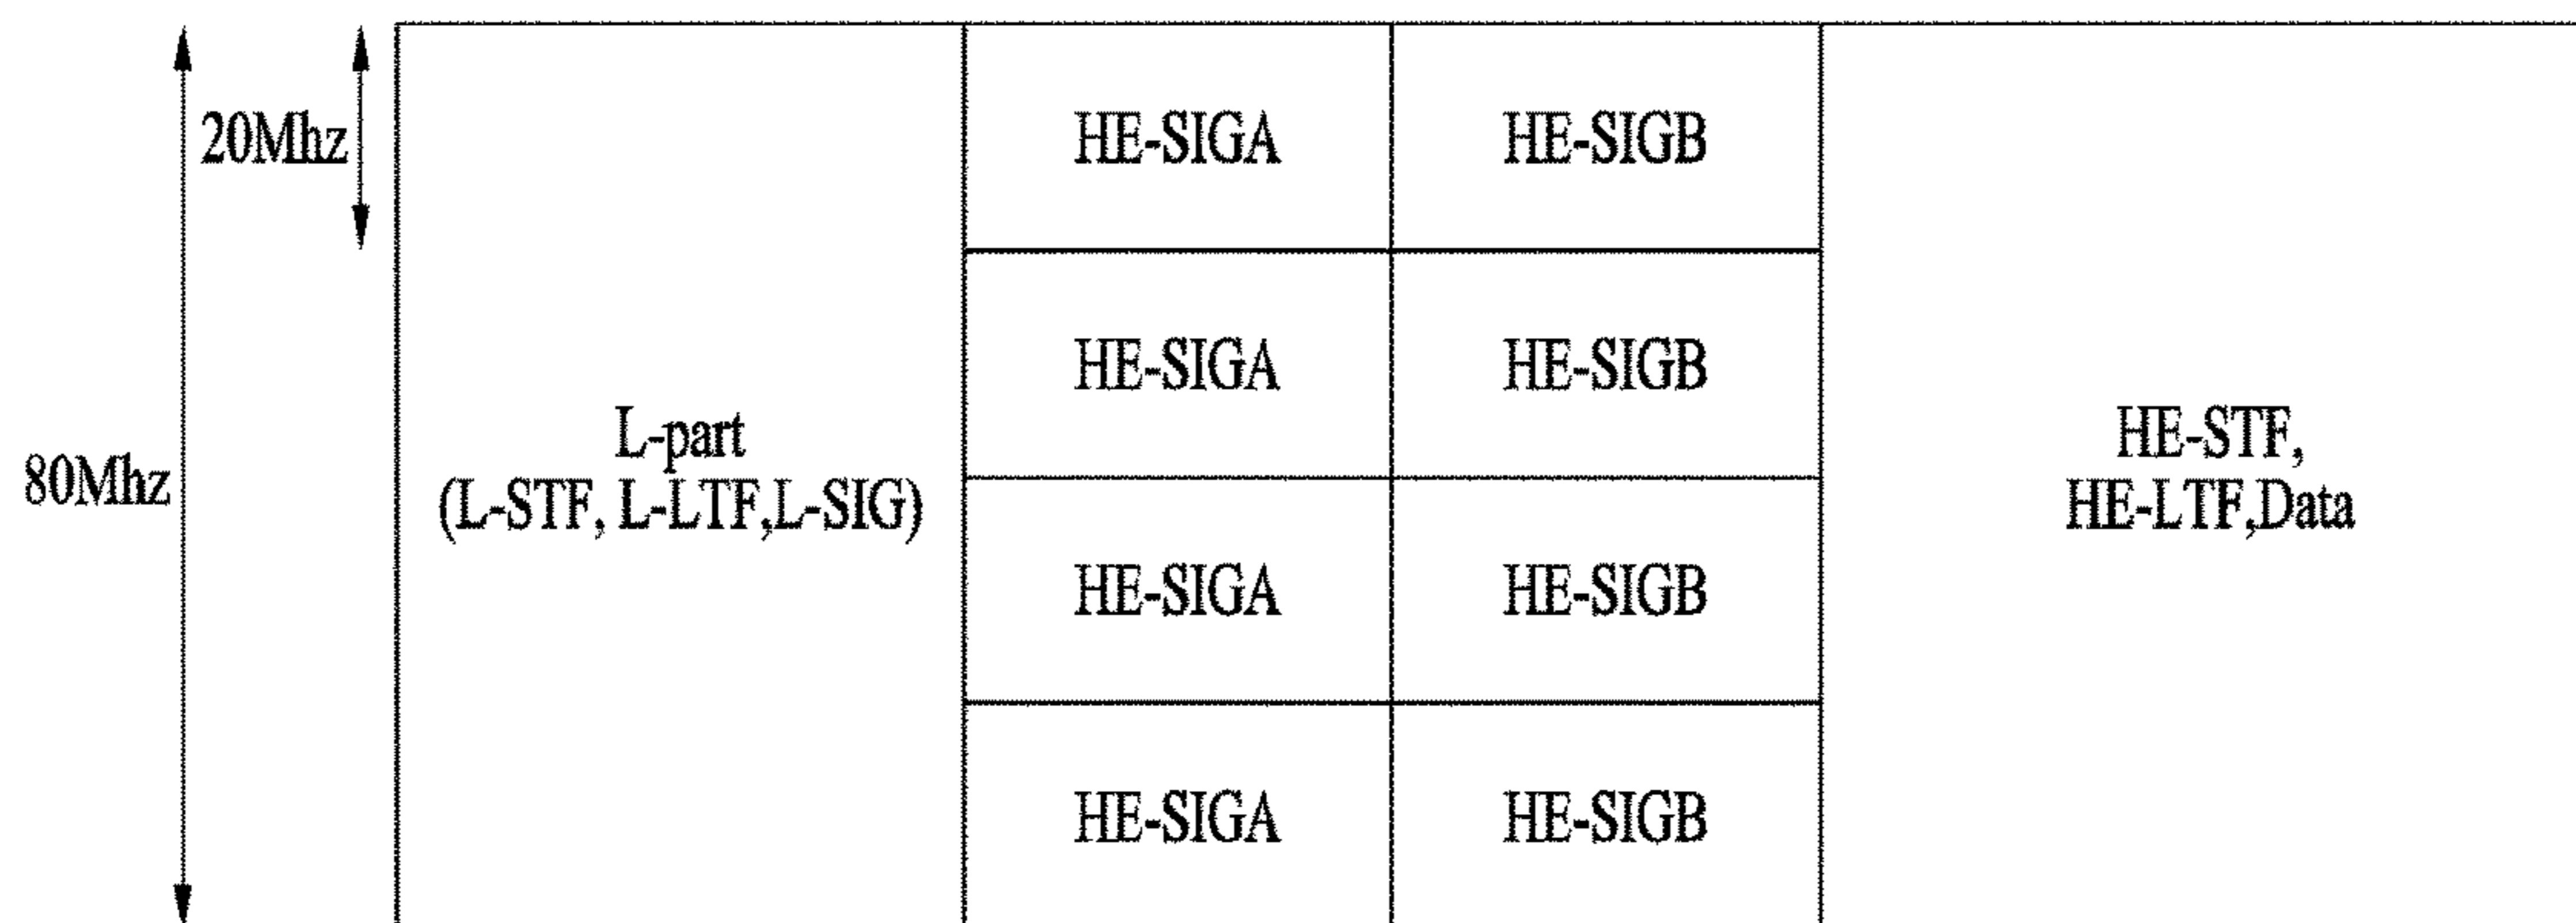 20Mhz
80Mhz
L-part
(L-STF, L-LTF,L-SIG)
HE-SIGA
HE-SIGB
HE-SIGA
HE-SIGB
HE-SIGA
HE-SIGB
HE-SIGA
HE-SIGB
HE-STF,
HE-LTF,Data